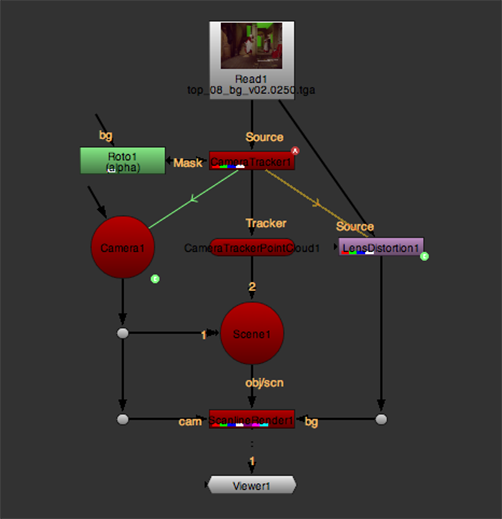 Read1
top_08_bg_v02.0250.tga
Source
A
bg
Roto1
(alpha)
Mask
CameraTracker1
Tracker
Source
Camera1
CameraTrackerPointCloud1
LensDistortion1
E
E
2
1
Scene1
obj/scn
cam
ScanlineRender1
bg
1
Viewer1